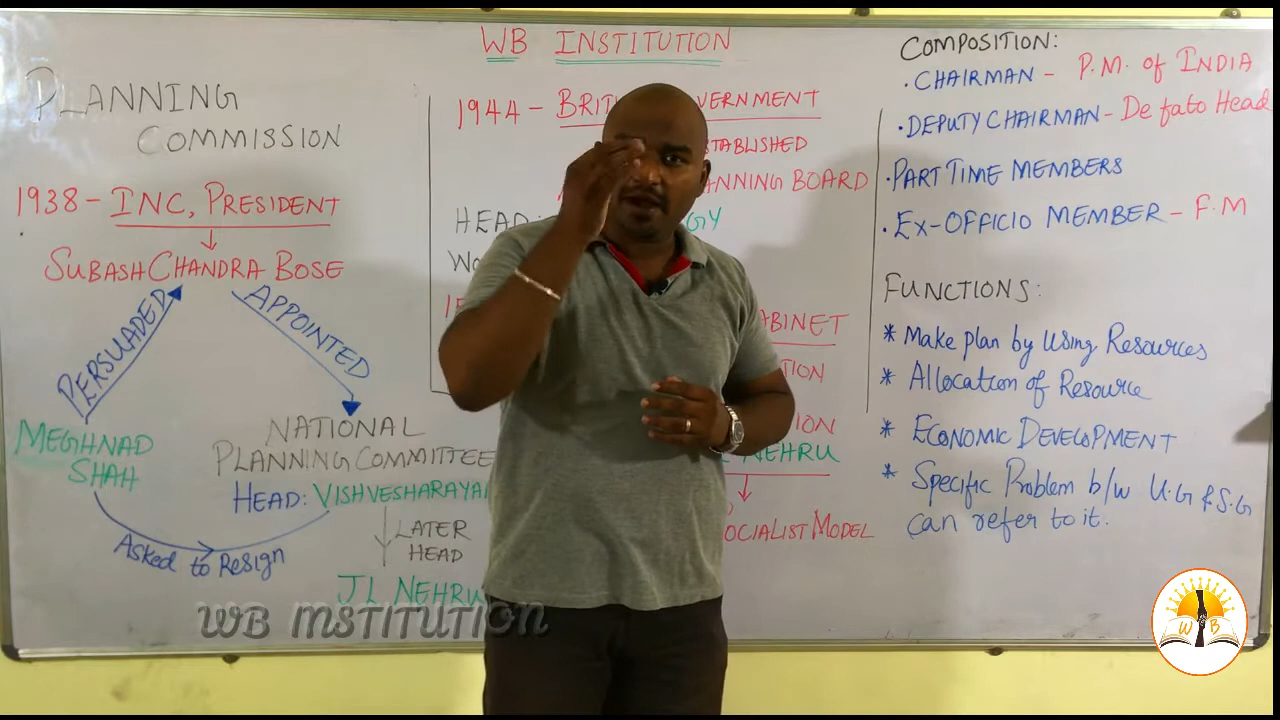 WB INSTITUTION
PLANNING
COMMISSION
1938 - INC, PRESIDENT
SUBASH CHANDRA BOSE
PERSUADED
APPOINTED
MEGHNAD
SHAH
NATIONAL
PLANNING COMMITTEE
HEAD: VISHVESHARAYA
Asked to Resign
LATER
HEAD
JL NEHRU
1944 - BRIT VERNMENT
STABLISHED
ANNING BOARD
HEAD: GY
ABINET
TION
ION
NEHRU
OCIALIST MODEL
COMPOSITION:
. CHAIRMAN - P.M. of INDIA
. DEPUTY CHAIRMAN - De fato Head
. PART TIME MEMBERS
. EX-OFFICIO MEMBER - F.M
FUNCTIONS:
* Make plan by Using Resources
* Allocation of Resource
* ECONOMIC DEVELOPMENT
* Specific Problem b/w U.G & S.G
can refer to it.
WB INSTITUTION
W B